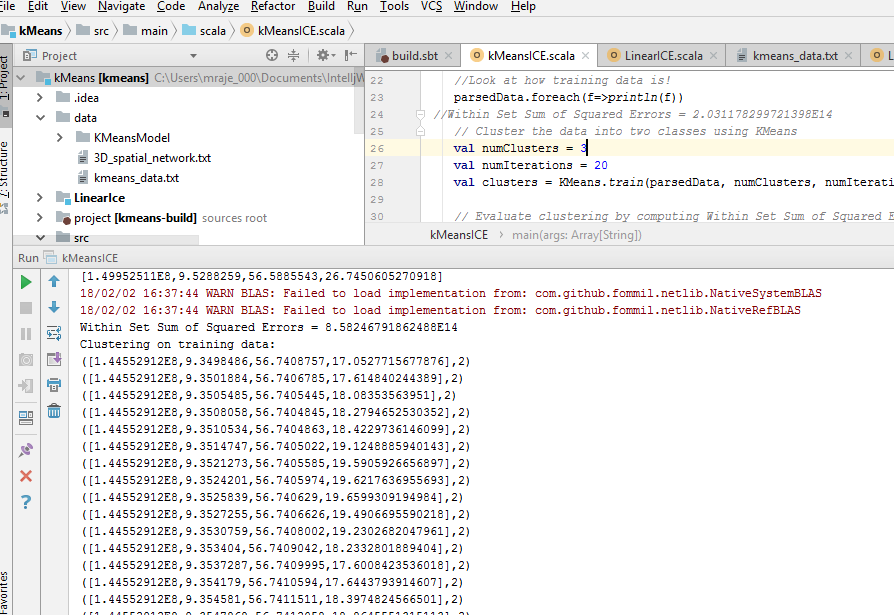 File Edit View Navigate Code Analyze Refactor Build Run Tools VCS Window Help
kMeans src main scala kMeansICE.scala
Project
build.sbt kMeansICE.scala LinearICE.scala kmeans_data.txt L
1: Project
kMeans [kmeans] C:\Users\mraje_000\Documents\IntelljW
.idea
data
KMeansModel
3D_spatial_network.txt
kmeans_data.txt
LinearIce
project [kmeans-build] sources root
src
Z: Structure
22 //Look at how training data is!
23 parsedData.foreach(f=>println(f))
24 //Within Set Sum of Squared Errors = 2.031178299721398E14
25 // Cluster the data into two classes using KMeans
26 val numClusters = 3
27 val numIterations = 20
28 val clusters = KMeans.train(parsedData, numClusters, numIterati
29
30 // Evaluate clustering by computing Within Set Sum of Squared E
kMeansICE main(args: Array[String])
Run kMeansICE
[1.49952511E8,9.5288259,56.5885543,26.7450605270918]
18/02/02 16:37:44 WARN BLAS: Failed to load implementation from: com.github.fommil.netlib.NativeSystemBLAS
18/02/02 16:37:44 WARN BLAS: Failed to load implementation from: com.github.fommil.netlib.NativeRefBLAS
Within Set Sum of Squared Errors = 8.58246791862488E14
Clustering on training data:
([1.44552912E8,9.3498486,56.7408757,17.0527715677876],2)
([1.44552912E8,9.3501884,56.7406785,17.614840244389],2)
([1.44552912E8,9.3505485,56.7405445,18.08353563951],2)
([1.44552912E8,9.3508058,56.7404845,18.2794652530352],2)
([1.44552912E8,9.3510534,56.7404863,18.4229736146099],2)
([1.44552912E8,9.3514747,56.7405022,19.1248885940143],2)
([1.44552912E8,9.3521273,56.7405585,19.5905926656897],2)
([1.44552912E8,9.3524201,56.7405974,19.6217636955693],2)
([1.44552912E8,9.3525839,56.740629,19.6599309194984],2)
([1.44552912E8,9.3527255,56.7406626,19.4906695590218],2)
([1.44552912E8,9.3530759,56.7408002,19.2302682047961],2)
([1.44552912E8,9.353404,56.7409042,18.2332801889404],2)
([1.44552912E8,9.3537287,56.7409995,17.6008423536018],2)
([1.44552912E8,9.354179,56.7410594,17.6443793914607],2)
([1.44552912E8,9.354581,56.7411511,18.3974824566501],2)
Favorites